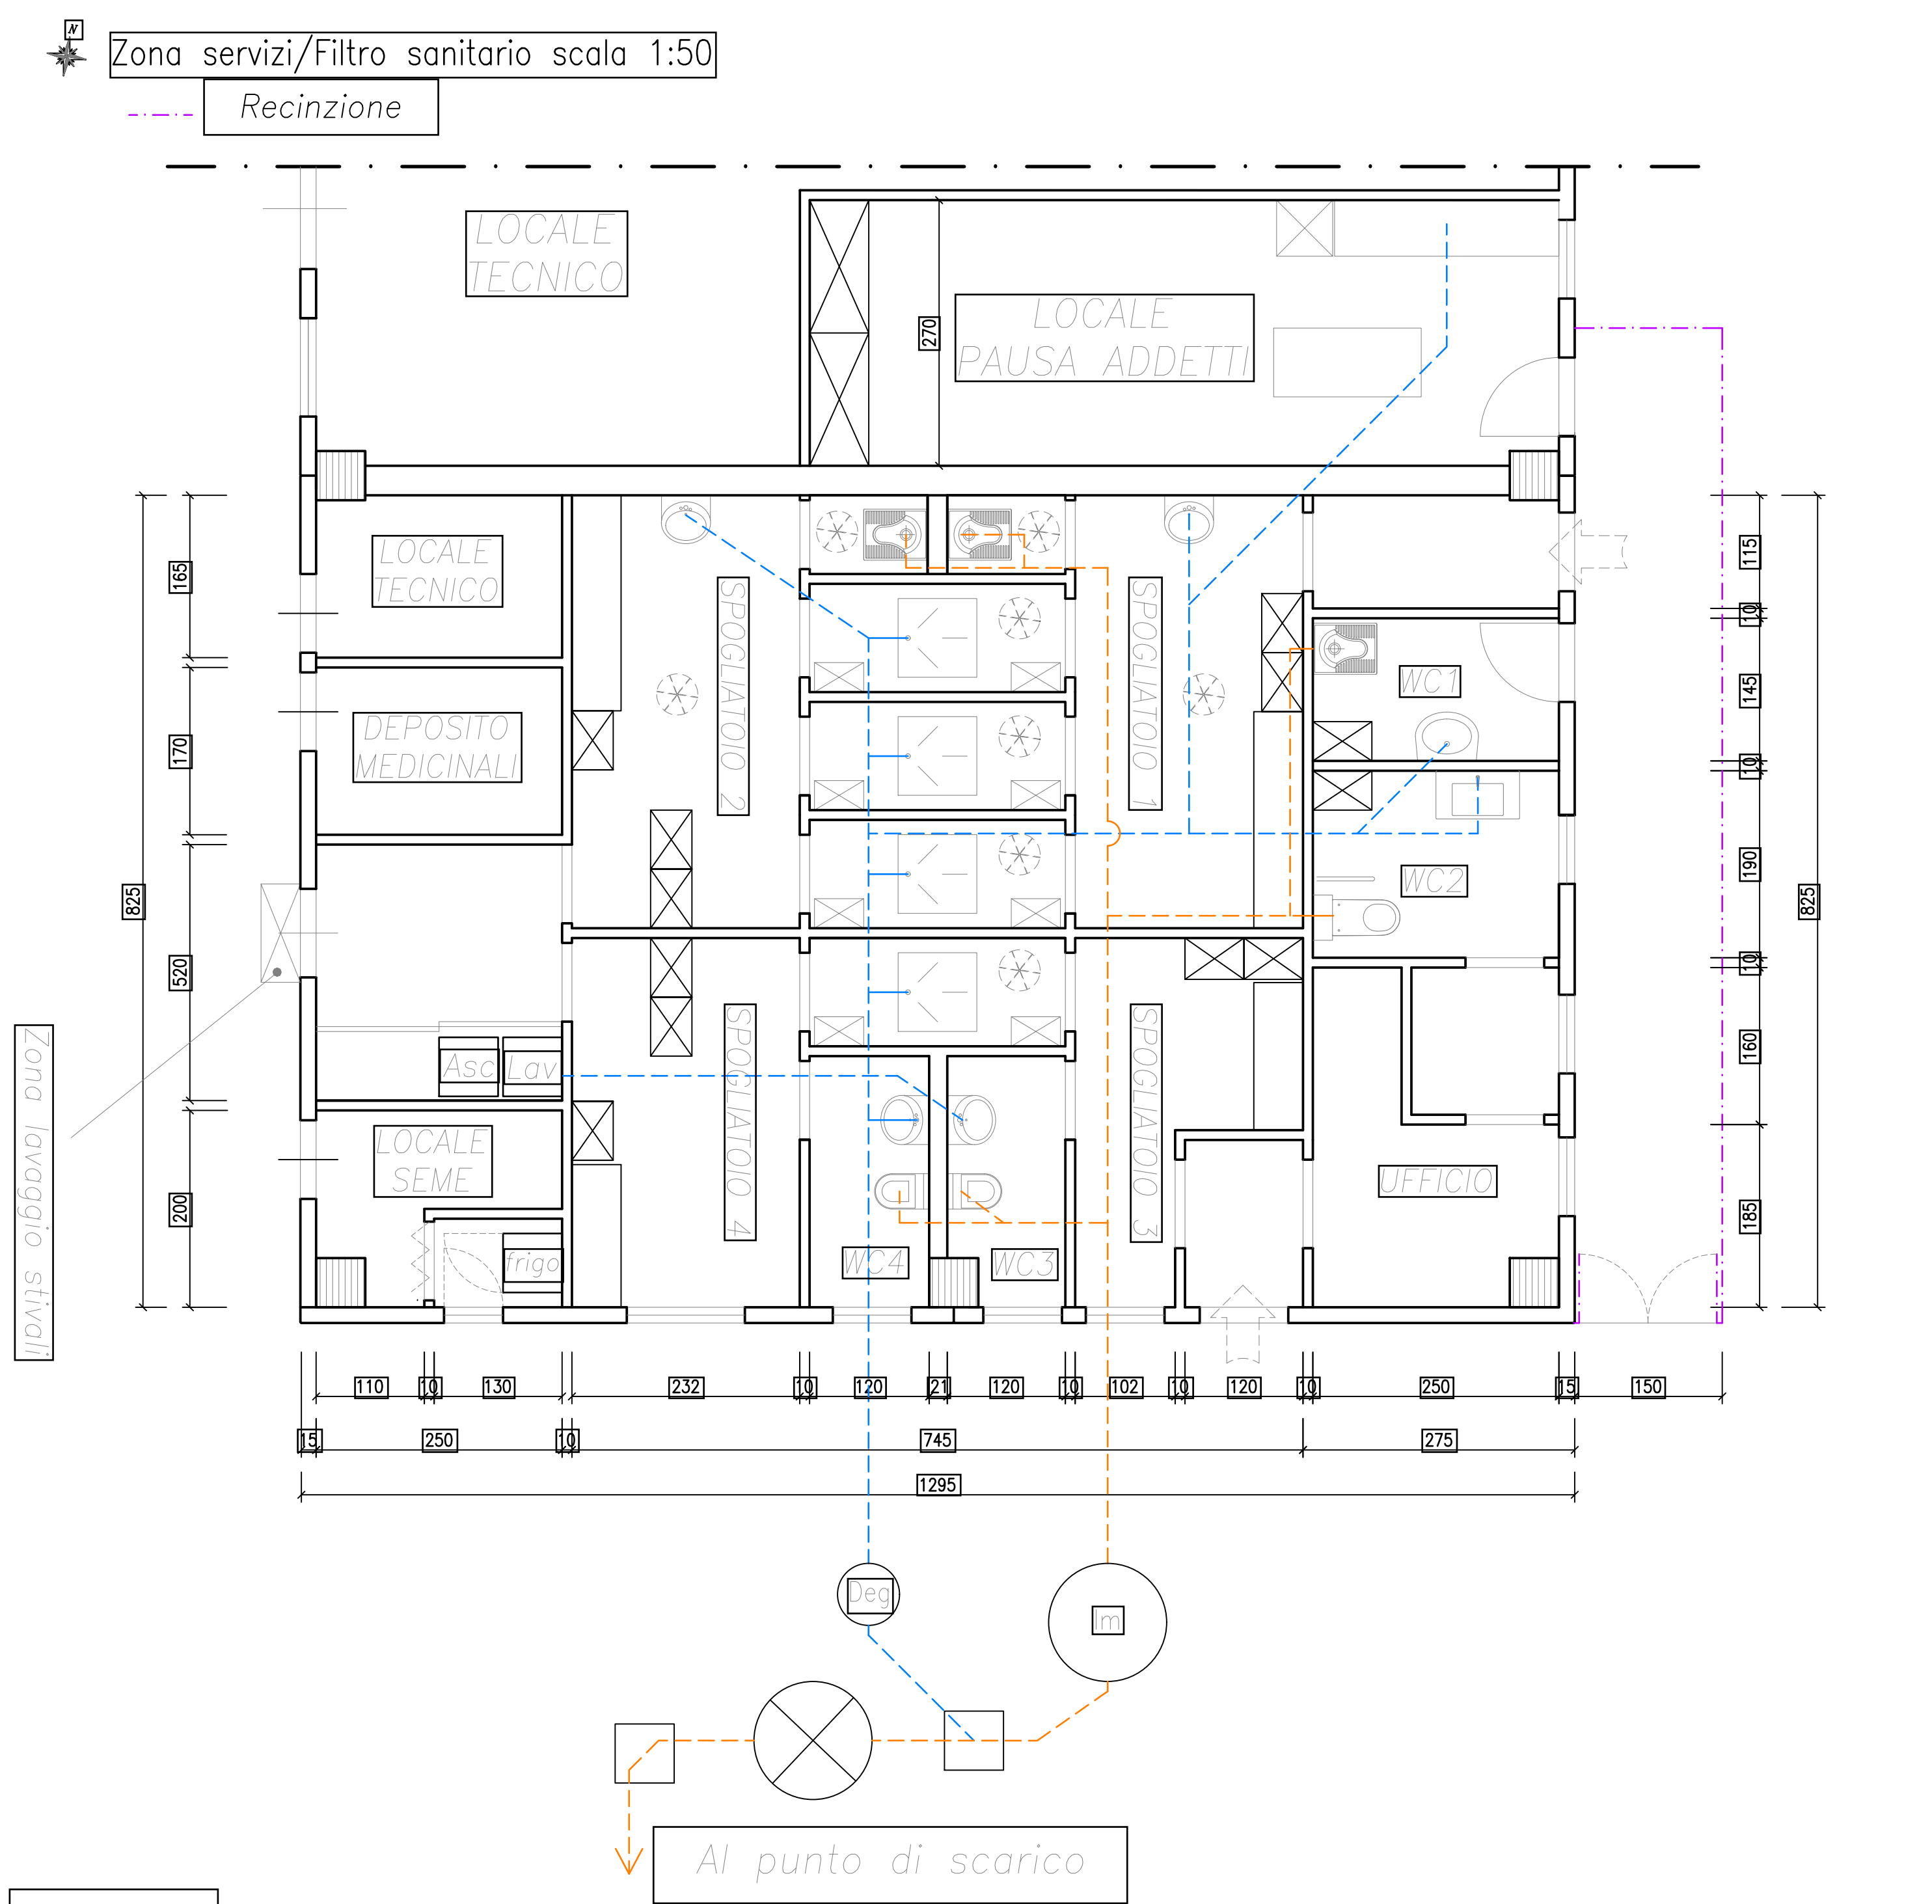 N
Zona servizi/Filtro sanitario scala 1:50
Recinzione
LOCALE
TECNICO
LOCALE
PAUSA ADDETTI
270
LOCALE
TECNICO
DEPOSITO
MEDICINALI
SPOGLIATOIO 2
SPOGLIATOIO 1
WC1
WC2
165
170
520
200
825
115
10
145
10
190
10
160
185
825
Asc
Lav
LOCALE
SEME
frigo
SPOGLIATOIO 4
SPOGLIATOIO 3
WC4
WC3
UFFICIO
Zona lavaggio stivali
110
10
130
232
10
120
21
120
10
102
10
120
10
250
15
150
15
250
10
745
275
1295
Deg
Im
Al punto di scarico